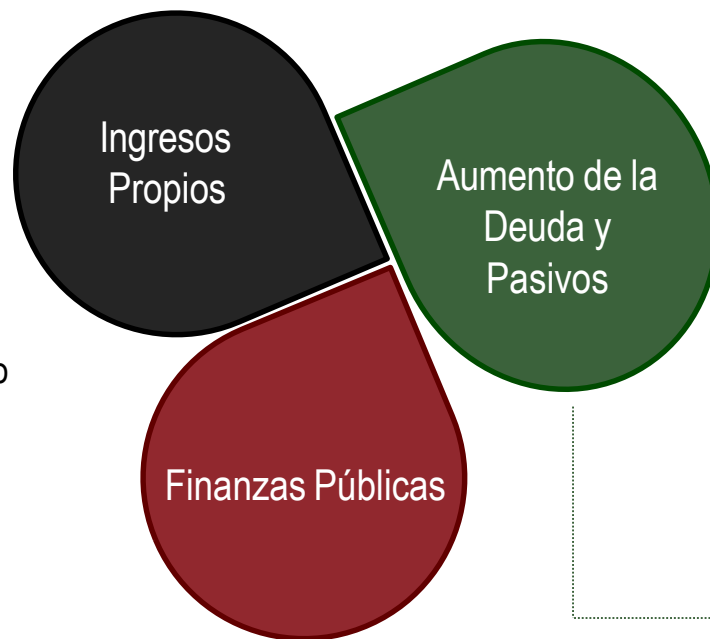 Ingresos
Propios
Aumento de la
Deuda y
Pasivos
Finanzas Públicas